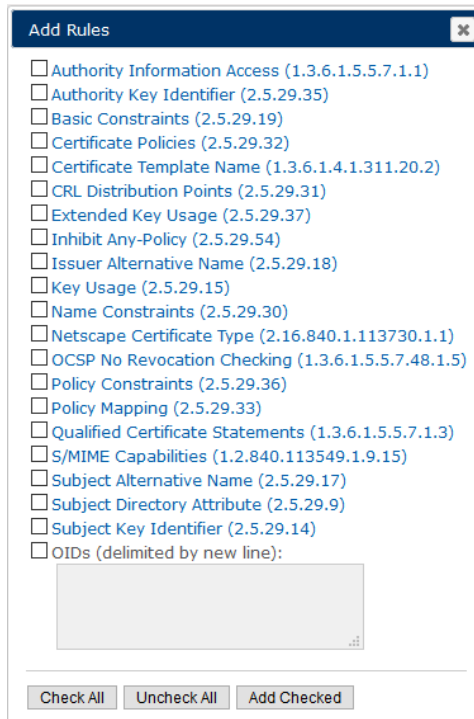 Add Rules
Authority Information Access (1.3.6.1.5.5.7.1.1)
Authority Key Identifier (2.5.29.35)
Basic Constraints (2.5.29.19)
Certificate Policies (2.5.29.32)
Certificate Template Name (1.3.6.1.4.1.311.20.2)
CRL Distribution Points (2.5.29.31)
Extended Key Usage (2.5.29.37)
Inhibit Any-Policy (2.5.29.54)
Issuer Alternative Name (2.5.29.18)
Key Usage (2.5.29.15)
Name Constraints (2.5.29.30)
Netscape Certificate Type (2.16.840.1.113730.1.1)
OCSP No Revocation Checking (1.3.6.1.5.5.7.48.1.5)
Policy Constraints (2.5.29.36)
Policy Mapping (2.5.29.33)
Qualified Certificate Statements (1.3.6.1.5.5.7.1.3)
S/MIME Capabilities (1.2.840.113549.1.9.15)
Subject Alternative Name (2.5.29.17)
Subject Directory Attribute (2.5.29.9)
Subject Key Identifier (2.5.29.14)
OIDs (delimited by new line):
Check All Uncheck All Add Checked